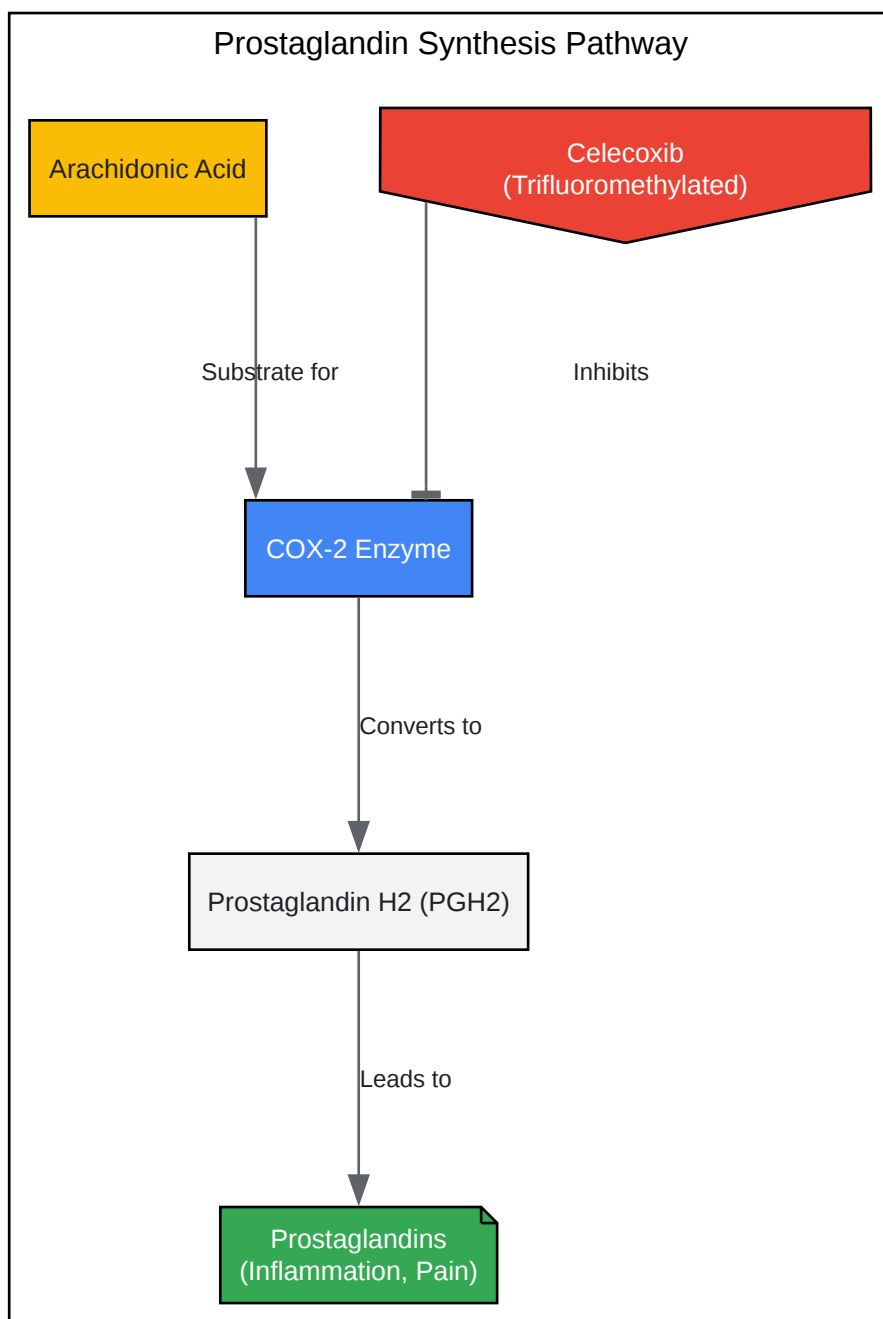 Prostaglandin Synthesis Pathway
Arachidonic Acid
Celecoxib
(Trifluoromethylated)
Substrate for
Inhibits
COX-2 Enzyme
Converts to
Prostaglandin H2 (PGH2)
Leads to
Prostaglandins
(Inflammation, Pain)